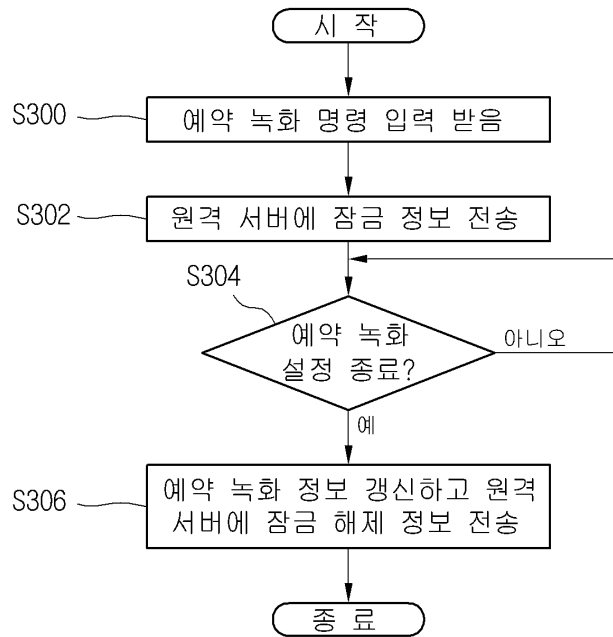 시 작
S300
예약 녹화 명령 입력 받음
S302
원격 서버에 잠금 정보 전송
S304
예약 녹화
설정 종료?
아니오
예
S306
예약 녹화 정보 갱신하고 원격
서버에 잠금 해제 정보 전송
종 료